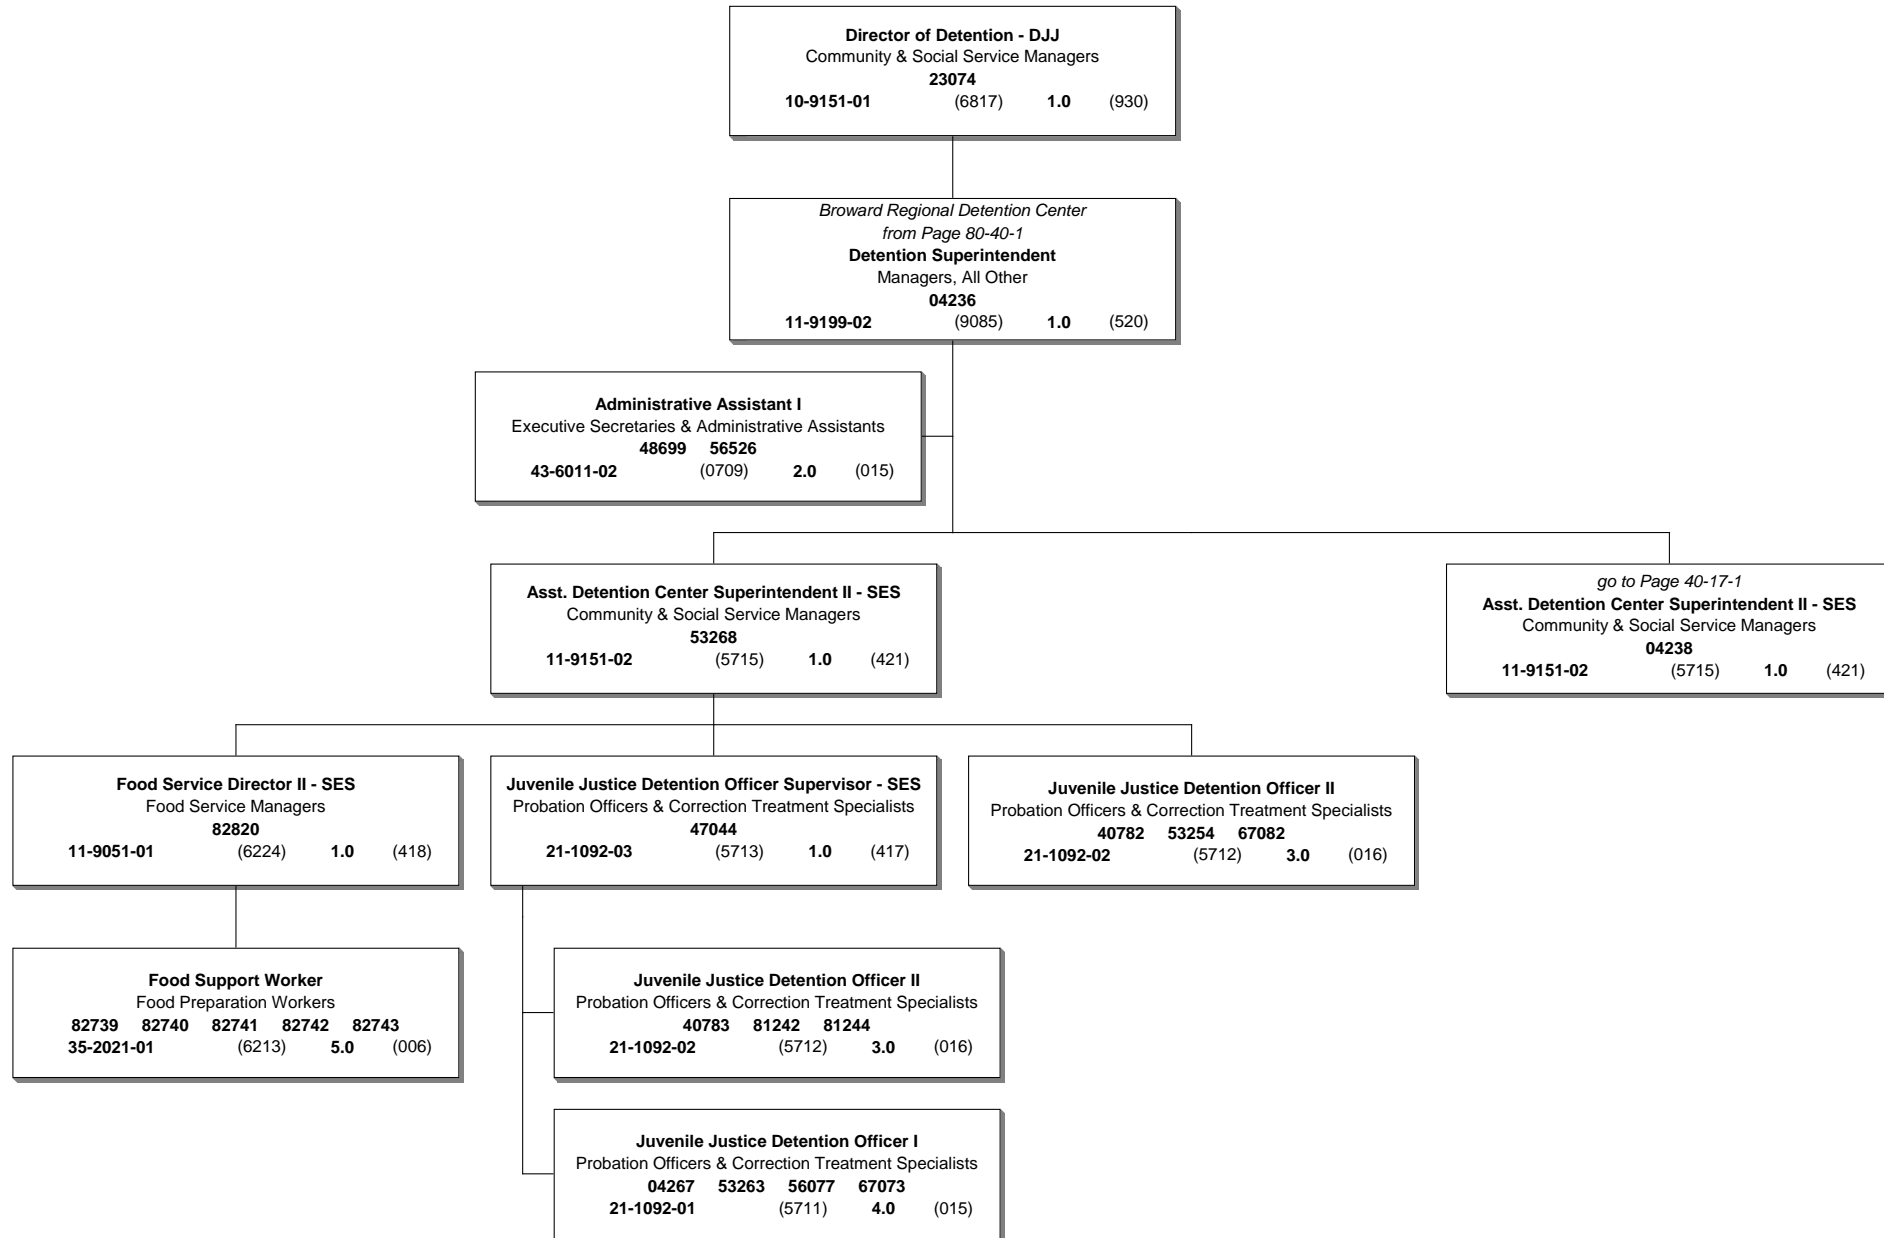 Director of Detention - DJJ
Community & Social Service Managers
23074
10-9151-01 (6817) 1.0 (930)
Broward Regional Detention Center
from Page 80-40-1
Detention Superintendent
Managers, All Other
04236
11-9199-02 (9085) 1.0 (520)
Administrative Assistant I
Executive Secretaries & Administrative Assistants
48699 56526
43-6011-02 (0709) 2.0 (015)
Asst. Detention Center Superintendent II - SES
Community & Social Service Managers
53268
11-9151-02 (5715) 1.0 (421)
go to Page 40-17-1
Asst. Detention Center Superintendent II - SES
Community & Social Service Managers
04238
11-9151-02 (5715) 1.0 (421)
Food Service Director II - SES
Food Service Managers
82820
11-9051-01 (6224) 1.0 (418)
Juvenile Justice Detention Officer Supervisor - SES
Probation Officers & Correction Treatment Specialists
47044
21-1092-03 (5713) 1.0 (417)
Juvenile Justice Detention Officer II
Probation Officers & Correction Treatment Specialists
40782 53254 67082
21-1092-02 (5712) 3.0 (016)
Food Support Worker
Food Preparation Workers
82739 82740 82741 82742 82743
35-2021-01 (6213) 5.0 (006)
Juvenile Justice Detention Officer II
Probation Officers & Correction Treatment Specialists
40783 81242 81244
21-1092-02 (5712) 3.0 (016)
Juvenile Justice Detention Officer I
Probation Officers & Correction Treatment Specialists
04267 53263 56077 67073
21-1092-01 (5711) 4.0 (015)